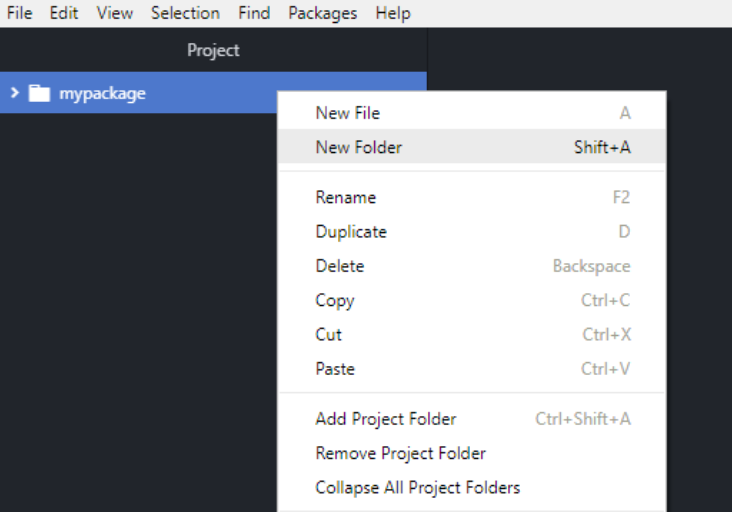 File Edit View Selection Find Packages Help
Project
mypackage
New File A
New Folder Shift+A
Rename F2
Duplicate D
Delete Backspace
Copy Ctrl+C
Cut Ctrl+X
Paste Ctrl+V
Add Project Folder Ctrl+Shift+A
Remove Project Folder
Collapse All Project Folders